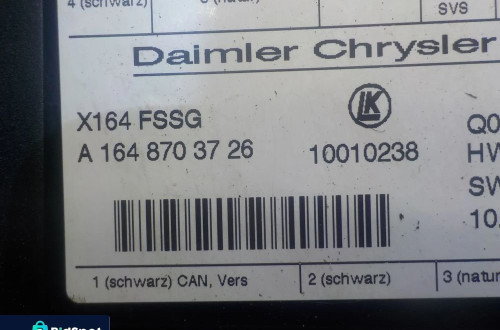 4 (schwarz)
SVS
Daimler Chrysler
LK
X164 FSSG
A 164 870 37 26
10010238
Q0
HW
SW
10.
1 (schwarz) CAN, Vers
2 (schwarz)
3 (natur